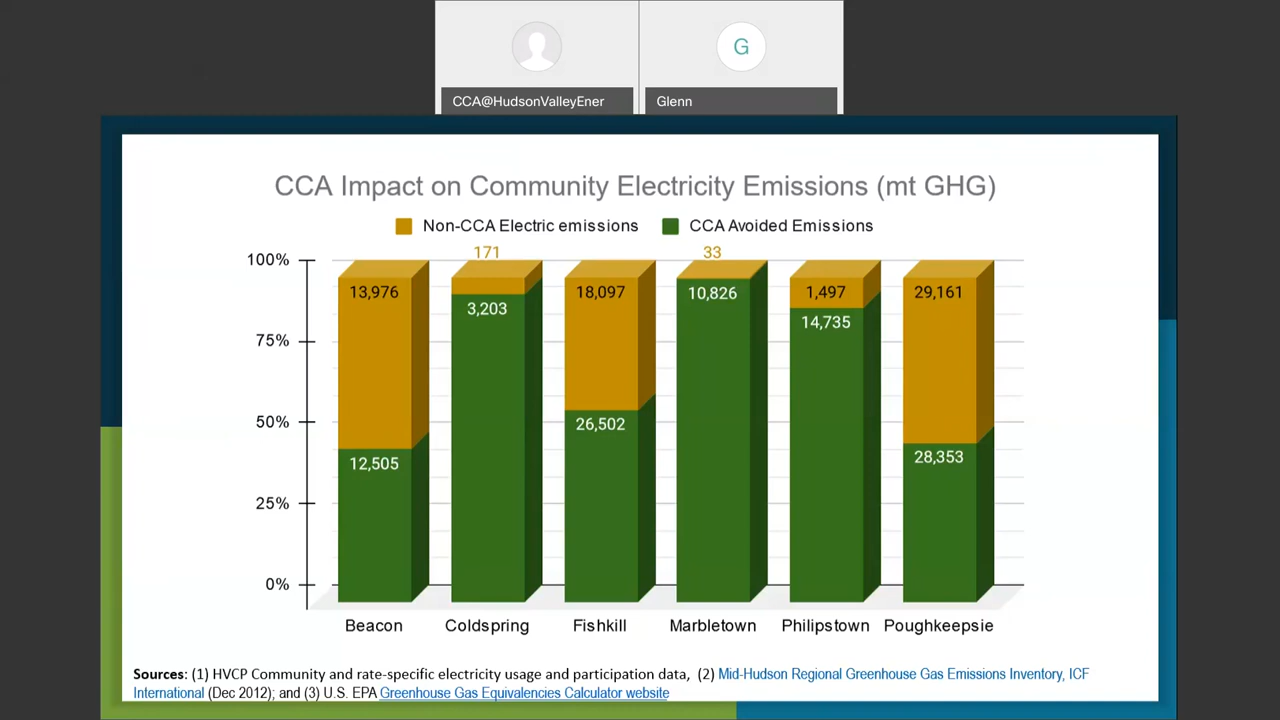 G
CCA@HudsonValleyEner
Glenn
CCA Impact on Community Electricity Emissions (mt GHG)
Non-CCA Electric emissions
CCA Avoided Emissions
171
33
100%
75%
50%
25%
0%
13,976
18,097
1,497
29,161
3,203
10,826
14,735
26,502
12,505
28,353
Beacon
Coldspring
Fishkill
Marbletown
Philipstown
Poughkeepsie
Sources: (1) HVCP Community and rate-specific electricity usage and participation data, (2) Mid-Hudson Regional Greenhouse Gas Emissions Inventory, ICF
International (Dec 2012); and (3) U.S. EPA Greenhouse Gas Equivalencies Calculator website